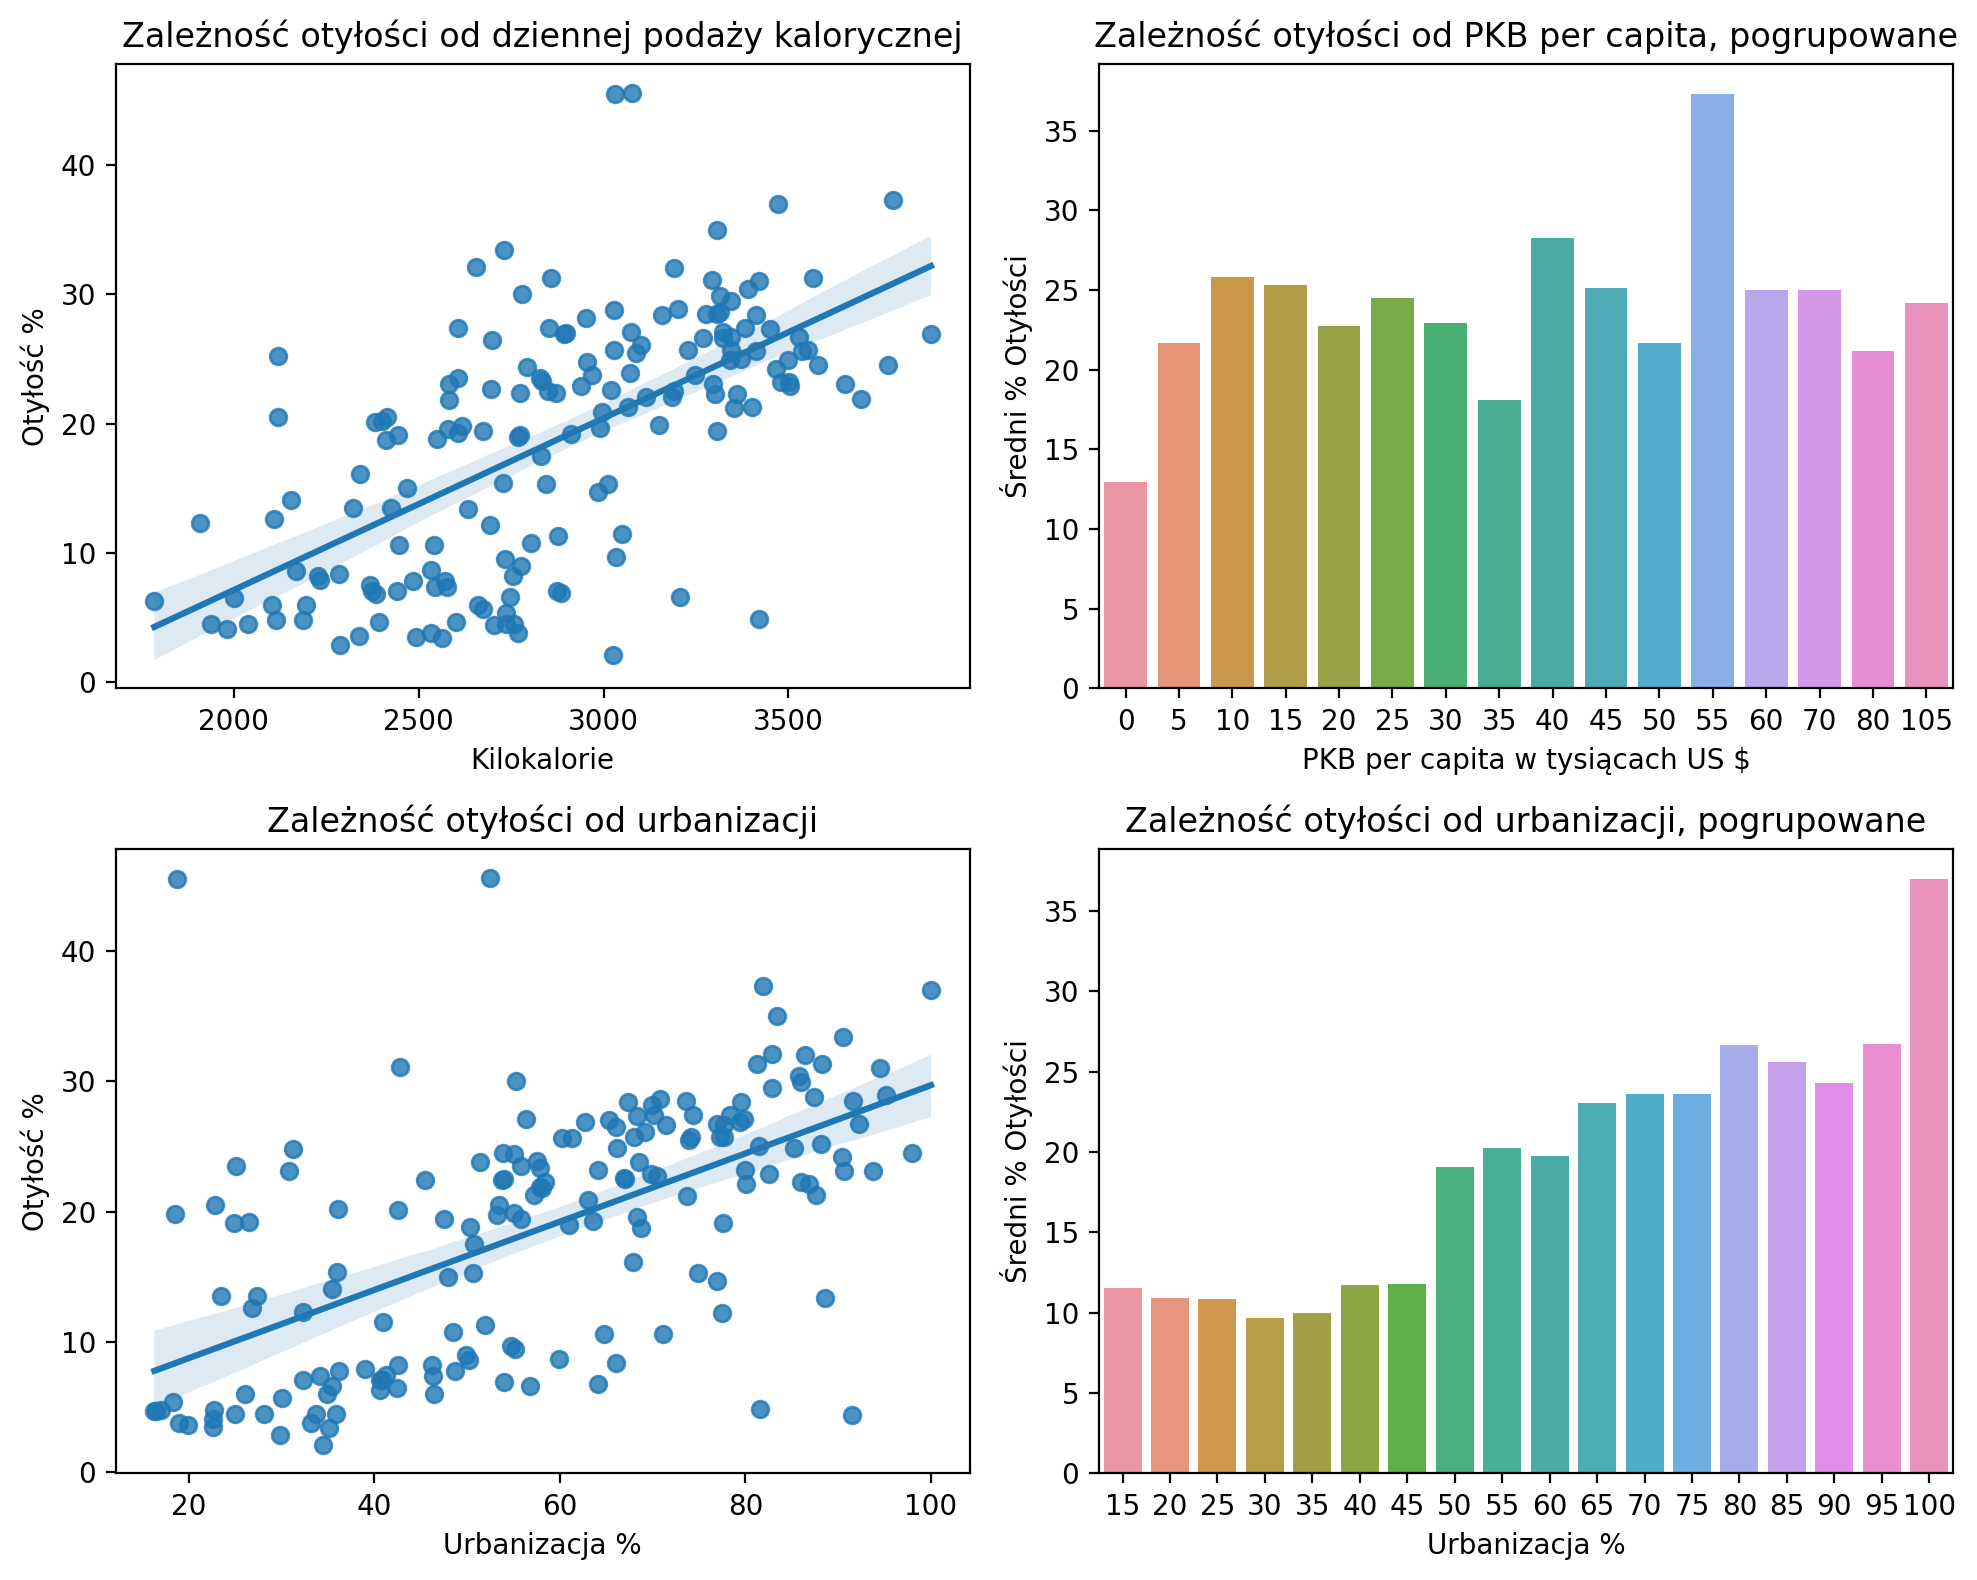 Zależność otyłości od dziennej podaży kalorycznej
Otyłość %
40
30
20
10
0
2000 2500 3000 3500
Kilokalorie
Zależność otyłości od PKB per capita, pogrupowane
Średni % Otyłości
35
30
25
20
15
10
5
0
0 5 10 15 20 25 30 35 40 45 50 55 60 70 80 105
PKB per capita w tysiącach US $
Zależność otyłości od urbanizacji
Otyłość %
40
30
20
10
0
20 40 60 80 100
Urbanizacja %
Zależność otyłości od urbanizacji, pogrupowane
Średni % Otyłości
35
30
25
20
15
10
5
0
15 20 25 30 35 40 45 50 55 60 65 70 75 80 85 90 95 100
Urbanizacja %